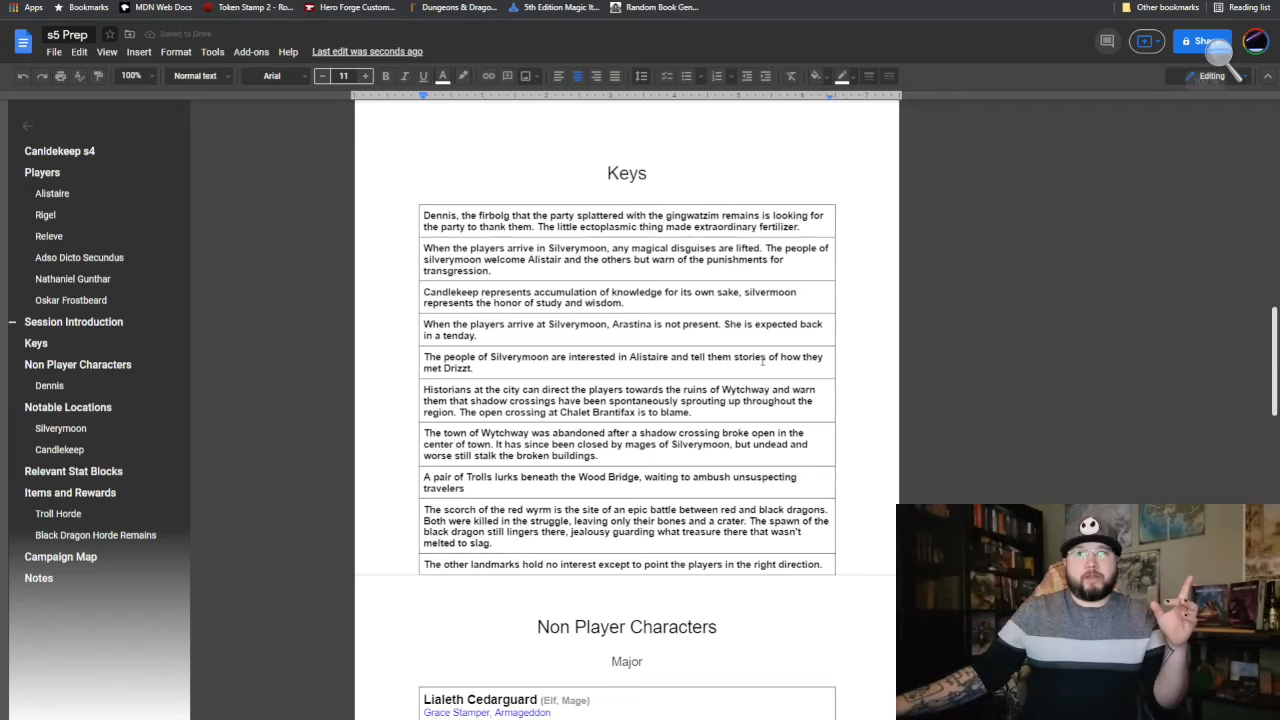 Apps
Bookmarks
MDN Web Docs
Token Stamp 2 - Ro...
Hero Forge Custom...
Dungeons & Drago...
5th Edition Magic It...
Random Book Gen...
Other bookmarks
Reading list
s5 Prep
Saved to Drive
File Edit View Insert Format Tools Add-ons Help Last edit was seconds ago
Share
100% Normal text Arial 11 Editing
Canldekeep s4
Players
Alistaire
Rigel
Releve
Adso Dicto Secundus
Nathaniel Gunthar
Oskar Frostbeard
Session Introduction
Keys
Non Player Characters
Dennis
Notable Locations
Silverymoon
Candlekeep
Relevant Stat Blocks
Items and Rewards
Troll Horde
Black Dragon Horde Remains
Campaign Map
Notes
Keys
Dennis, the firbolg that the party splattered with the gingwatzim remains is looking for
the party to thank them. The little ectoplasmic thing made extraordinary fertilizer.
When the players arrive in Silverymoon, any magical disguises are lifted. The people of
silverymoon welcome Alistair and the others but warn of the punishments for
transgression.
Candlekeep represents accumulation of knowledge for its own sake, silvermoon
represents the honor of study and wisdom.
When the players arrive at Silverymoon, Arastina is not present. She is expected back
in a tenday.
The people of Silverymoon are interested in Alistaire and tell them stories of how they
met Drizzt.
Historians at the city can direct the players towards the ruins of Wytchway and warn
them that shadow crossings have been spontaneously sprouting up throughout the
region. The open crossing at Chalet Brantifax is to blame.
The town of Wytchway was abandoned after a shadow crossing broke open in the
center of town. It has since been closed by mages of Silverymoon, but undead and
worse still stalk the broken buildings.
A pair of Trolls lurks beneath the Wood Bridge, waiting to ambush unsuspecting
travelers
The scorch of the red wyrm is the site of an epic battle between red and black dragons.
Both were killed in the struggle, leaving only their bones and a crater. The spawn of the
black dragon still lingers there, jealousy guarding what treasure there that wasn't
melted to slag.
The other landmarks hold no interest except to point the players in the right direction.
Non Player Characters
Major
Lialeth Cedarguard (Elf, Mage)
Grace Stamper, Armageddon